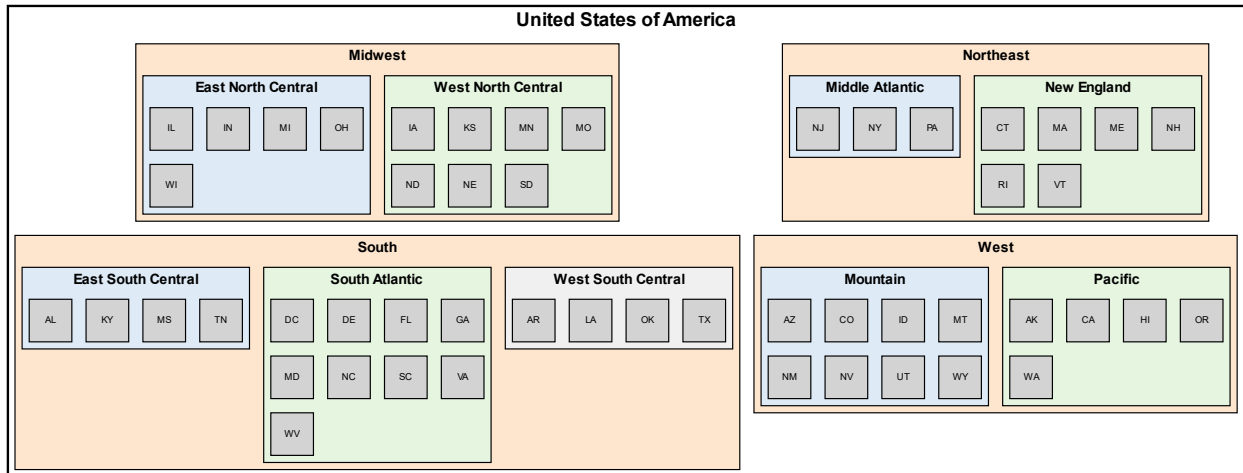 United States of America
Midwest
East North Central
IL IN MI OH
WI
West North Central
IA KS MN MO
ND NE SD
Northeast
Middle Atlantic
NJ NY PA
New England
CT MA ME NH
RI VT
South
East South Central
AL KY MS TN
South Atlantic
DC DE FL GA
MD NC SC VA
WV
West South Central
AR LA OK TX
West
Mountain
AZ CO ID MT
NM NV UT WY
Pacific
AK CA HI OR
WA